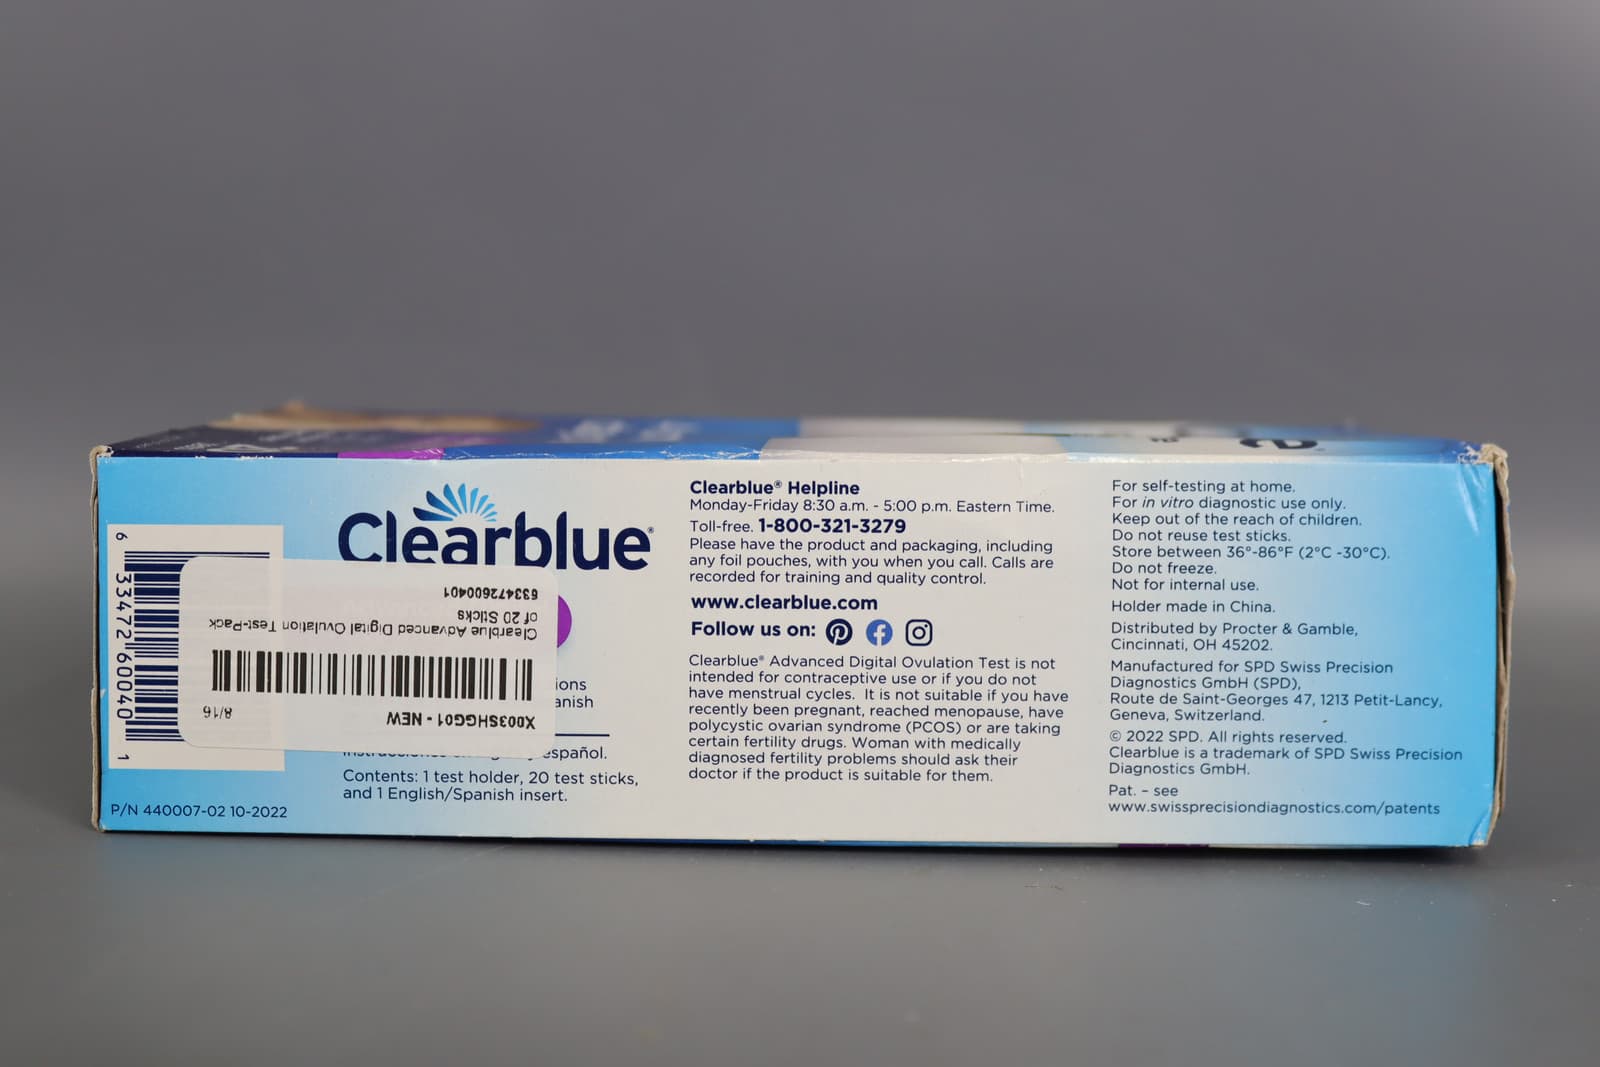 Clearblue®
6 33472 60040 1
X003SHGG01 - NEW
8/16
Clearblue Advanced Digital Ovulation Test-Pack
of 20 Sticks
633472600401
ions
anish
español.
Contents: 1 test holder, 20 test sticks,
and 1 English/Spanish insert.
P/N 440007-02 10-2022
Clearblue® Helpline
Monday-Friday 8:30 a.m. - 5:00 p.m. Eastern Time.
Toll-free. 1-800-321-3279
Please have the product and packaging, including
any foil pouches, with you when you call. Calls are
recorded for training and quality control.
www.clearblue.com
Follow us on:
Clearblue® Advanced Digital Ovulation Test is not
intended for contraceptive use or if you do not
have menstrual cycles. It is not suitable if you have
recently been pregnant, reached menopause, have
polycystic ovarian syndrome (PCOS) or are taking
certain fertility drugs. Woman with medically
diagnosed fertility problems should ask their
doctor if the product is suitable for them.
For self-testing at home.
For in vitro diagnostic use only.
Keep out of the reach of children.
Do not reuse test sticks.
Store between 36°-86°F (2°C -30°C).
Do not freeze.
Not for internal use.
Holder made in China.
Distributed by Procter & Gamble,
Cincinnati, OH 45202.
Manufactured for SPD Swiss Precision
Diagnostics GmbH (SPD),
Route de Saint-Georges 47, 1213 Petit-Lancy,
Geneva, Switzerland.
© 2022 SPD. All rights reserved.
Clearblue is a trademark of SPD Swiss Precision
Diagnostics GmbH.
Pat. – see
www.swissprecisiondiagnostics.com/patents